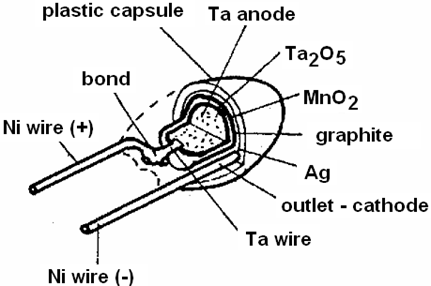 plastic capsule
Ta anode
Ta2O5
bond
MnO2
Ni wire (+)
graphite
Ag
outlet - cathode
Ta wire
Ni wire (-)